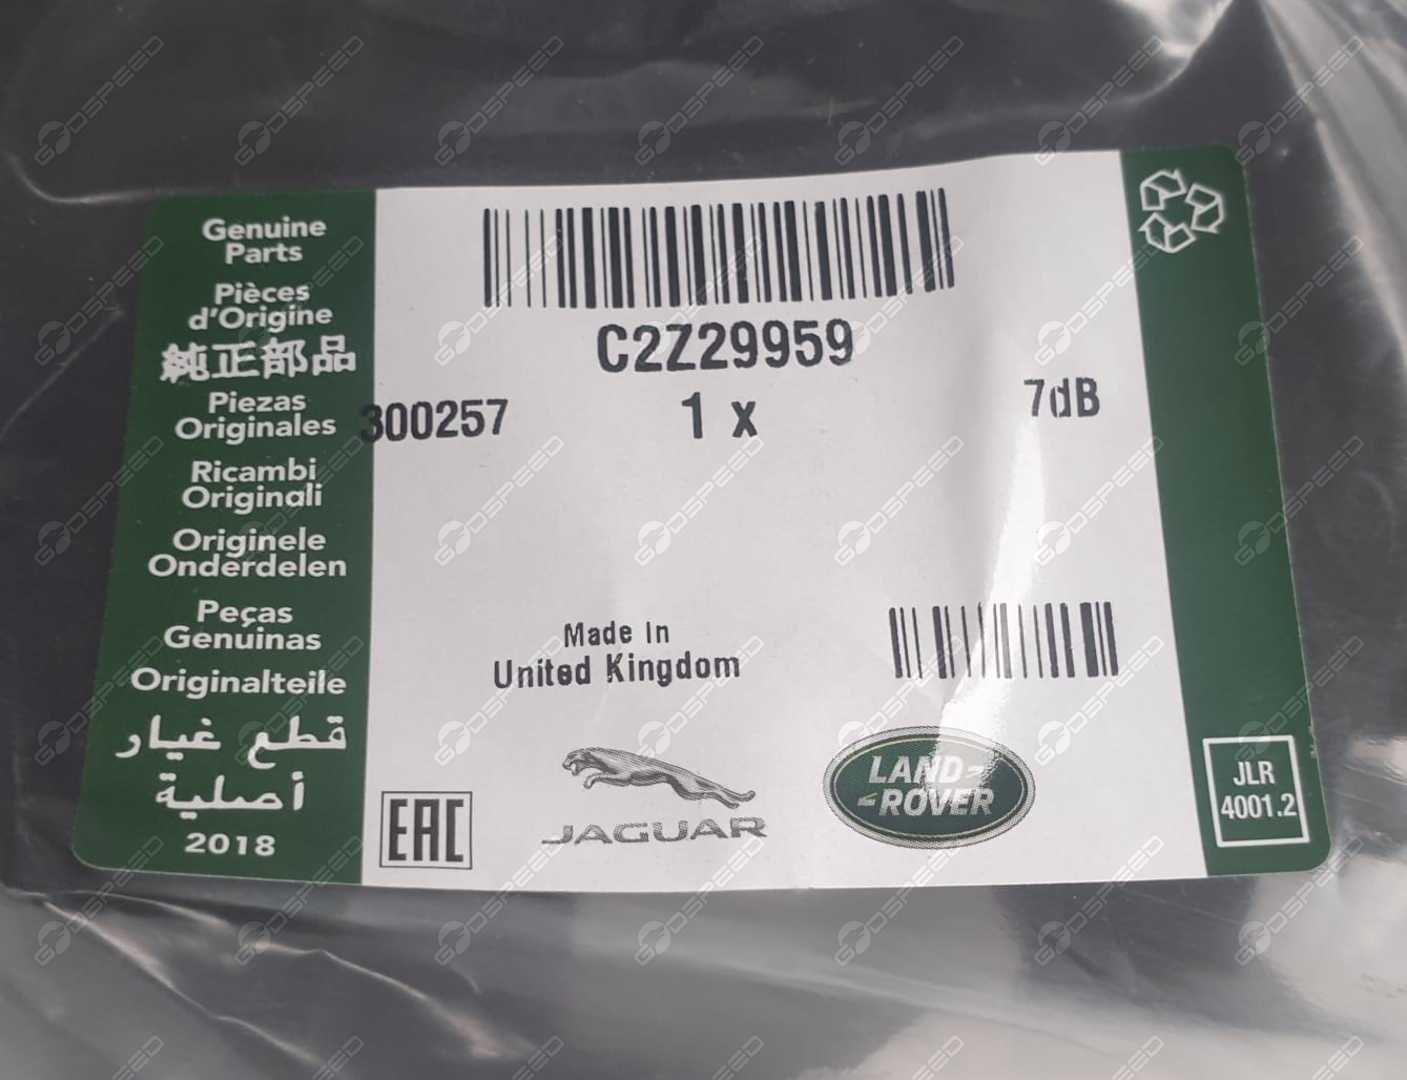 Genuine
Parts
Pièces
d'Origine
純正部品
Piezas
Originales
Ricambi
Originali
Originele
Onderdelen
Peças
Genuinas
Originalteile
قطع غيار
أصلية
2018
C2Z29959
300257
1 x
7dB
Made In
United Kingdom
EAC
JAGUAR
LAND-
-ROVER
JLR
4001.2
GODSPEED